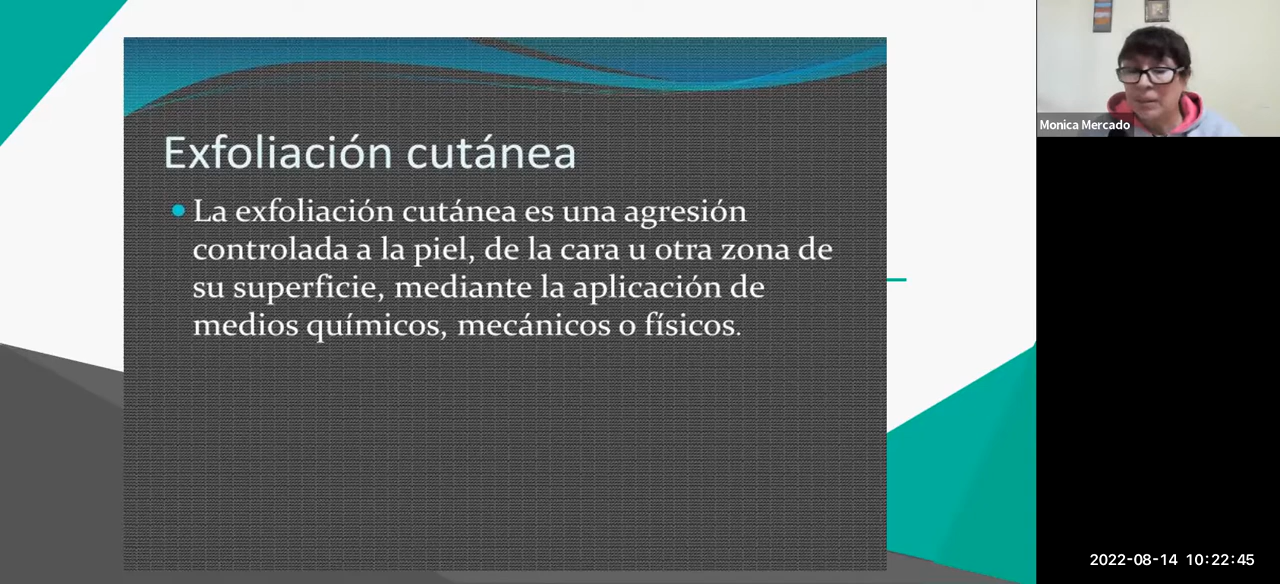 Exfoliación cutánea
La exfoliación cutánea es una agresión
controlada a la piel, de la cara u otra zona de
su superficie, mediante la aplicación de
medios químicos, mecánicos o físicos.
Monica Mercado
2022-08-14 10:22:45